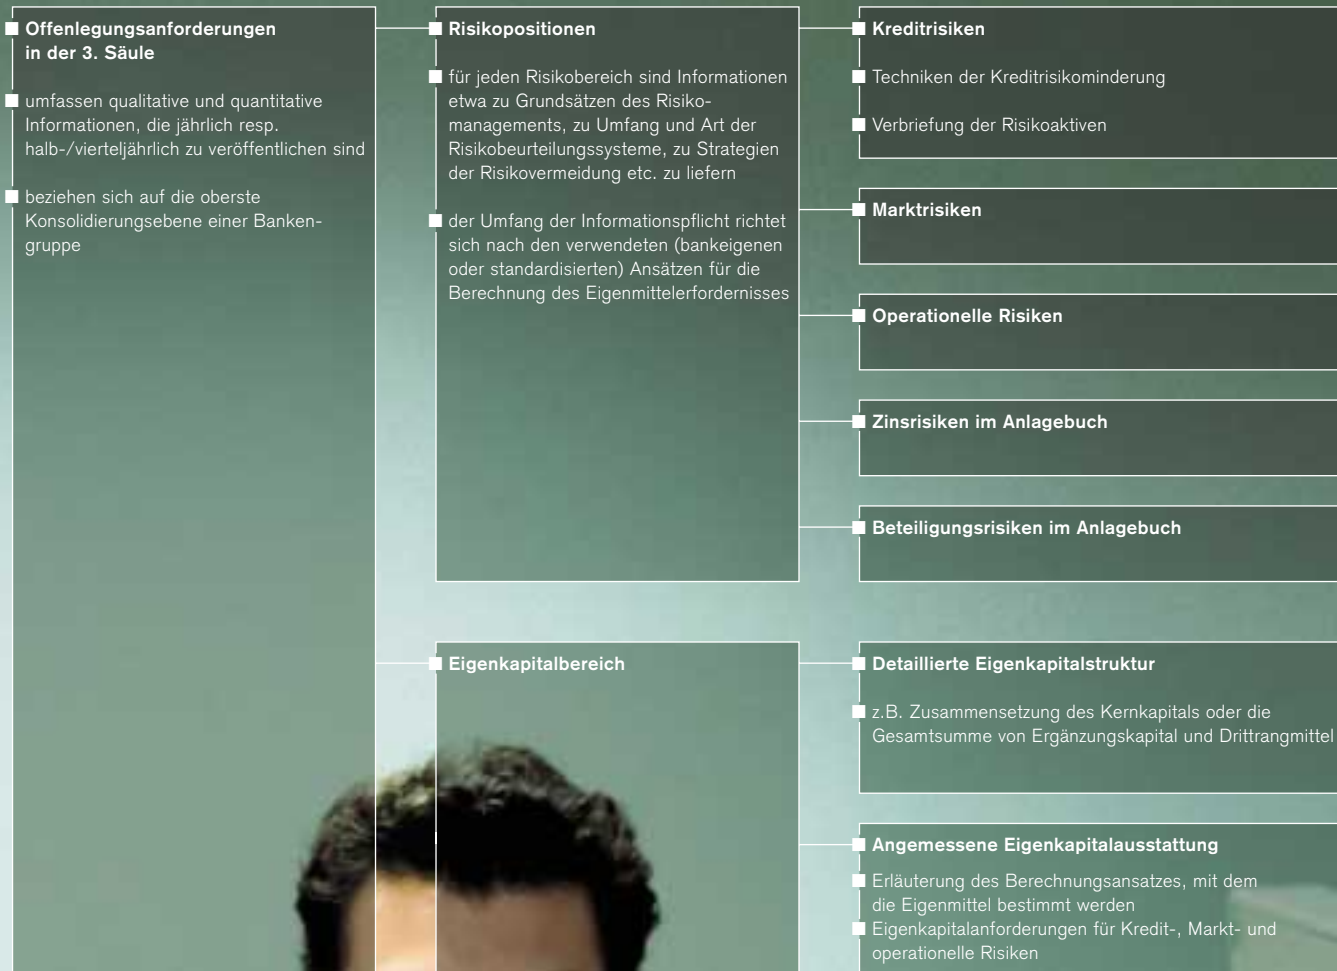 Offenlegungsanforderungen
in der 3. Säule
umfassen qualitative und quantitative
Informationen, die jährlich resp.
halb-/vierteljährlich zu veröffentlichen sind
beziehen sich auf die oberste
Konsolidierungsebene einer Banken-
gruppe
Risikopositionen
für jeden Risikobereich sind Informationen
etwa zu Grundsätzen des Risiko-
managements, zu Umfang und Art der
Risikobeurteilungssysteme, zu Strategien
der Risikovermeidung etc. zu liefern
der Umfang der Informationspflicht richtet
sich nach den verwendeten (bankeigenen
oder standardisierten) Ansätzen für die
Berechnung des Eigenmittelerfordernisses
Kreditrisiken
Techniken der Kreditrisikominderung
Verbriefung der Risikoaktiven
Marktrisiken
Operationelle Risiken
Zinsrisiken im Anlagebuch
Beteiligungsrisiken im Anlagebuch
Eigenkapitalbereich
Detaillierte Eigenkapitalstruktur
z.B. Zusammensetzung des Kernkapitals oder die
Gesamtsumme von Ergänzungskapital und Drittrangmittel
Angemessene Eigenkapitalausstattung
Erläuterung des Berechnungsansatzes, mit dem
die Eigenmittel bestimmt werden
Eigenkapitalanforderungen für Kredit-, Markt- und
operationelle Risiken